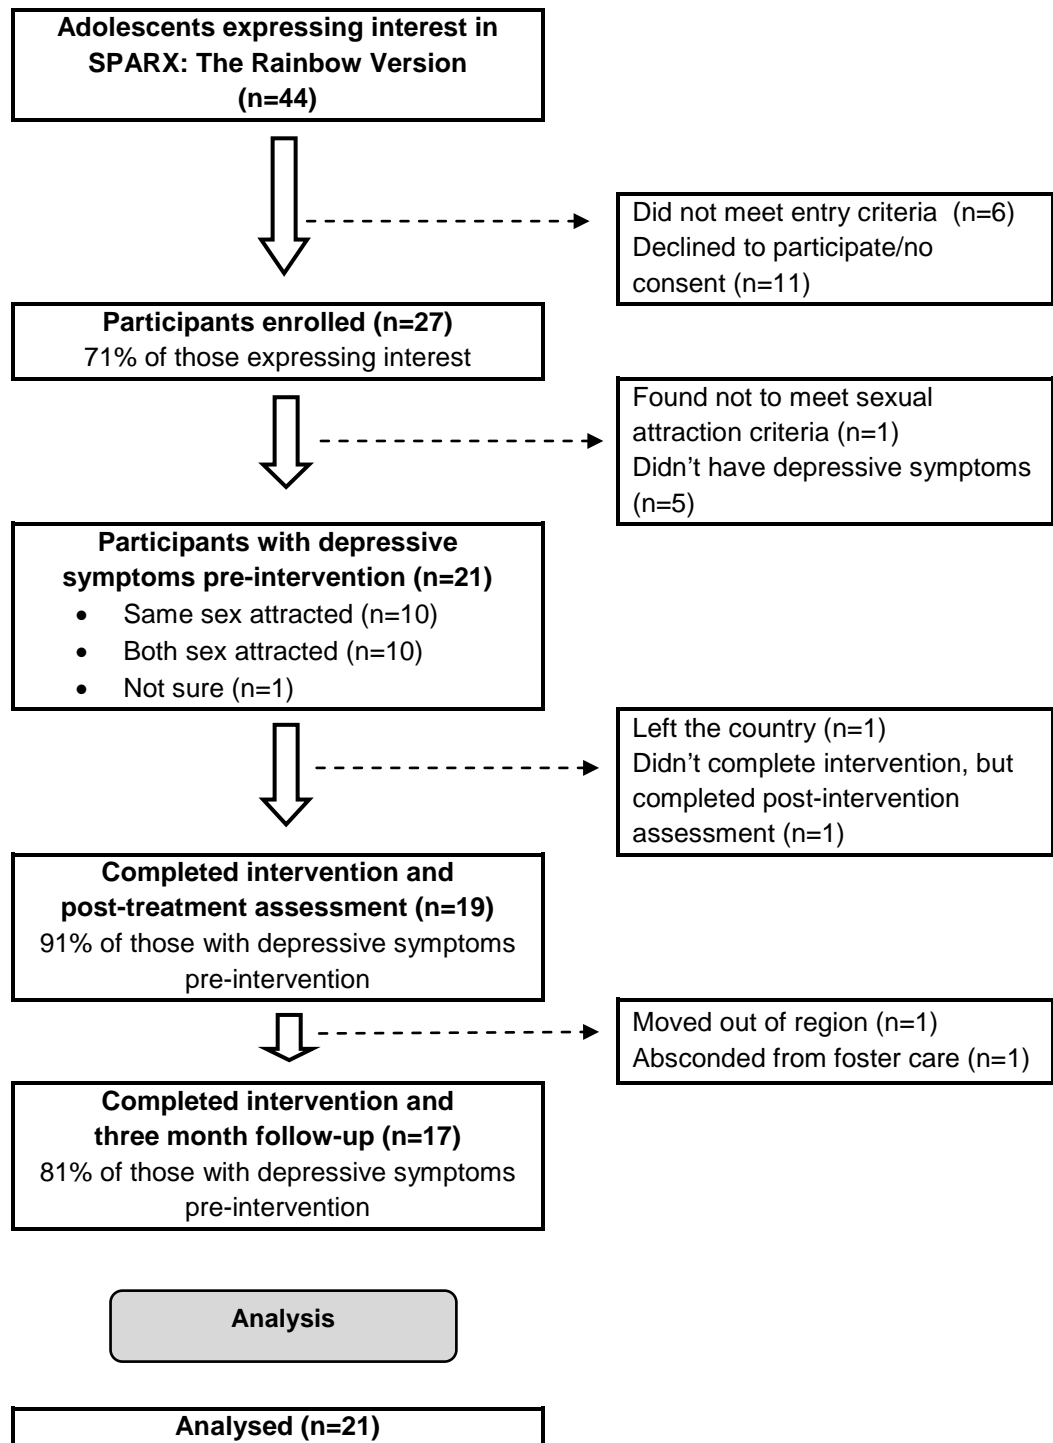 Adolescents expressing interest in
SPARX: The Rainbow Version
(n=44)
Did not meet entry criteria  (n=6)
Declined to participate/no
consent (n=11)
Participants enrolled (n=27)
71% of those expressing interest
Found not to meet sexual
attraction criteria (n=1)
Didn’t have depressive symptoms
(n=5)
Participants with depressive
symptoms pre-intervention (n=21)
• Same sex attracted (n=10)
• Both sex attracted (n=10)
• Not sure (n=1)
Left the country (n=1)
Didn’t complete intervention, but
completed post-intervention
assessment (n=1)
Completed intervention and
post-treatment assessment (n=19)
91% of those with depressive symptoms
pre-intervention
Moved out of region (n=1)
Absconded from foster care (n=1)
Completed intervention and
three month follow-up (n=17)
81% of those with depressive symptoms
pre-intervention
Analysis
Analysed (n=21)